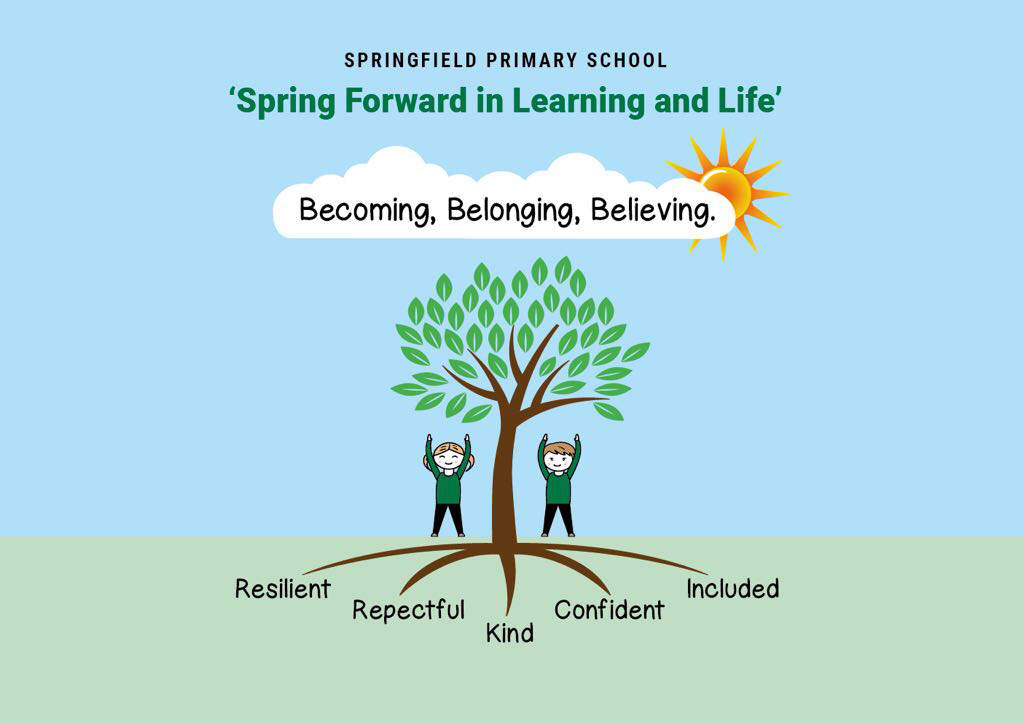 SPRINGFIELD PRIMARY SCHOOL
‘Spring Forward in Learning and Life’
Becoming, Belonging, Believing.
Resilient
Repectful
Kind
Confident
Included